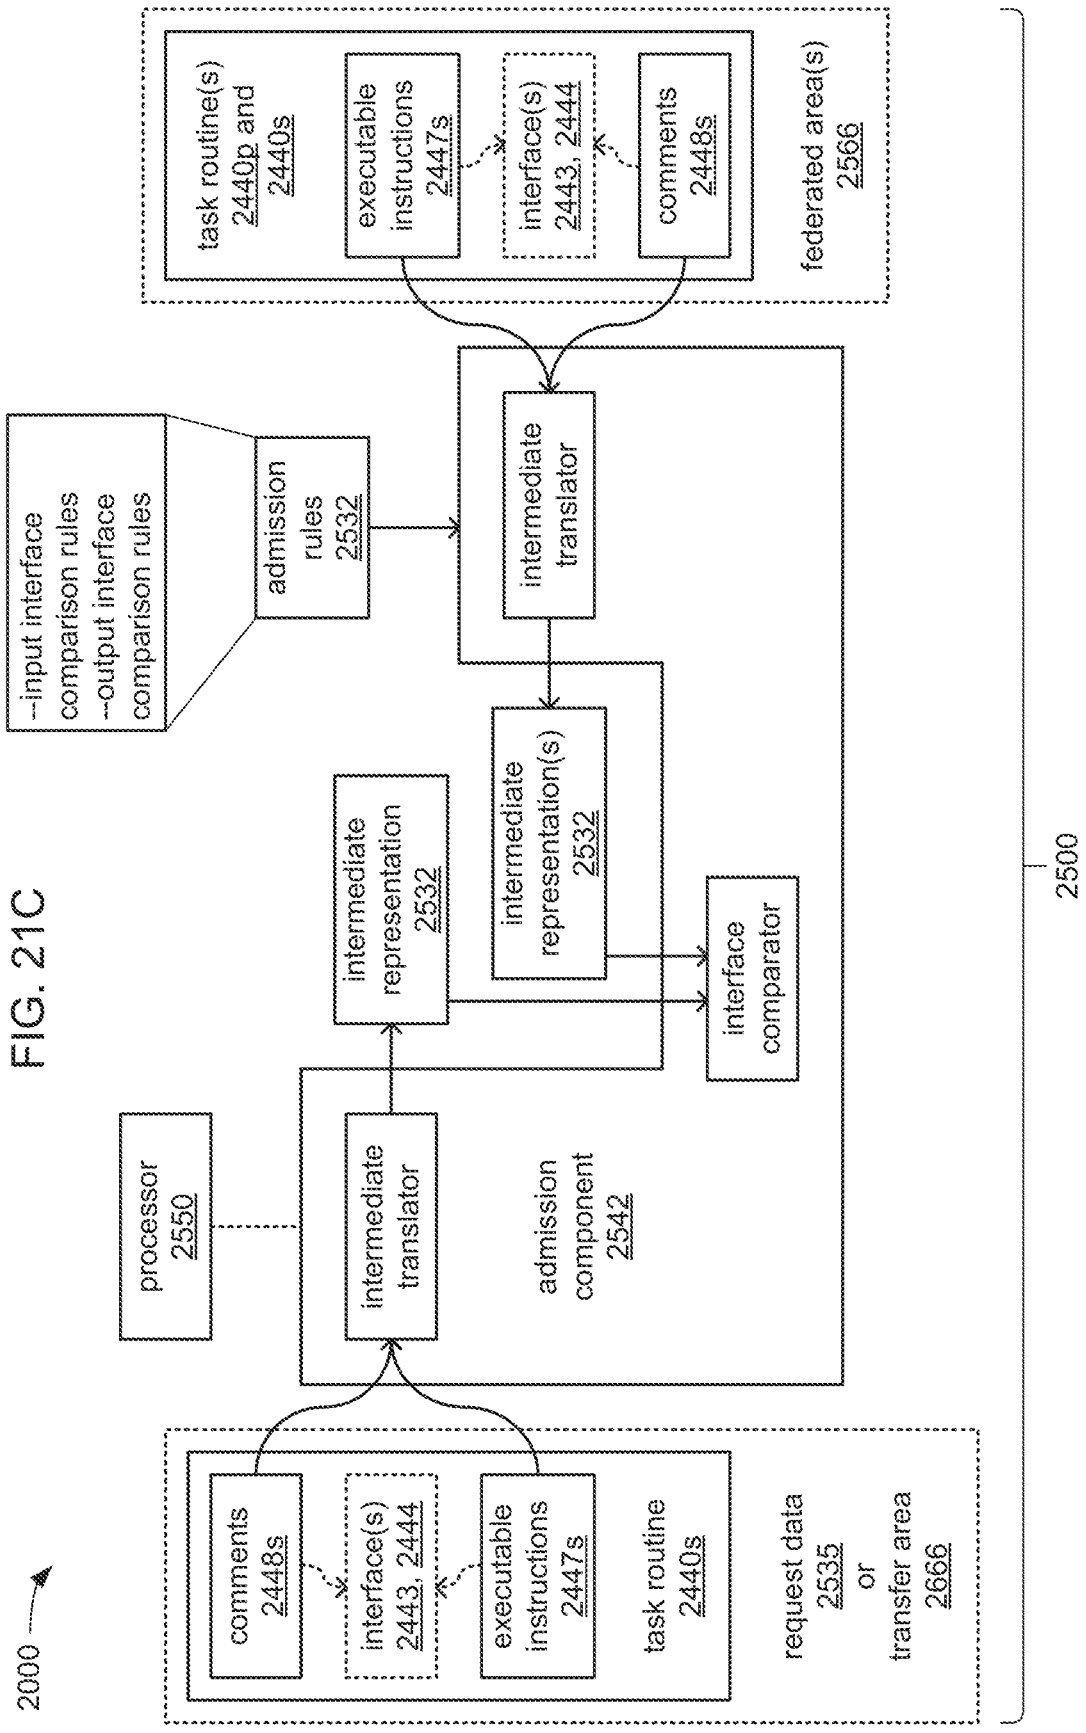 FIG. 21C
2000
comments
2448s
interface(s)
2443, 2444
executable
instructions
2447s
task routine
2440s
request data
2535
or
transfer area
2666
processor
2550
intermediate
translator
admission
component
2542
intermediate
representation
2532
intermediate
representation(s)
2532
interface
comparator
--input interface
comparison rules
--output interface
comparison rules
admission
rules
2532
intermediate
translator
task routine(s)
2440p and
2440s
executable
instructions
2447s
interface(s)
2443, 2444
comments
2448s
federated area(s)
2566
2500